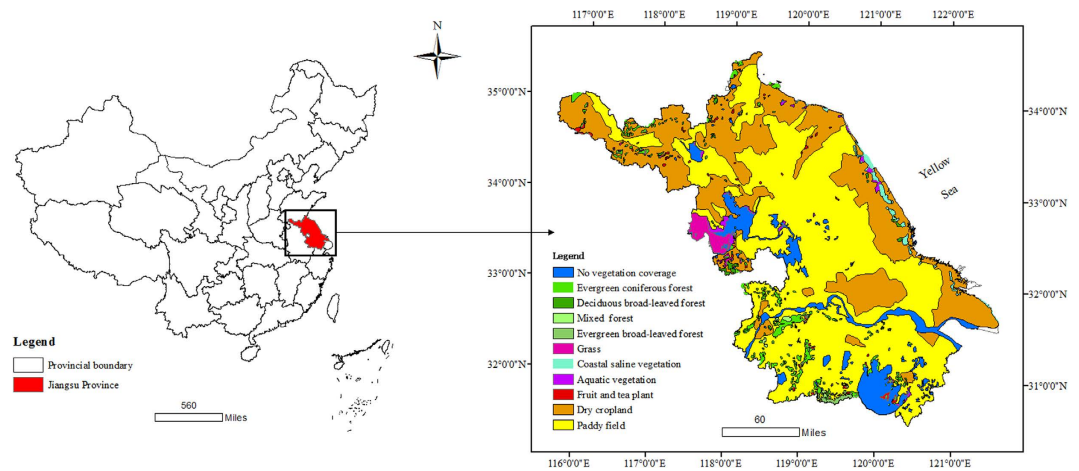 N
Legend
Provincial boundary
Jiangsu Province
560
Miles
117°0'0"E 118°0'0"E 119°0'0"E 120°0'0"E 121°0'0"E 122°0'0"E
35°0'0"N
34°0'0"N
33°0'0"N
32°0'0"N
34°0'0"N
33°0'0"N
32°0'0"N
31°0'0"N
Yellow
Sea
Legend
No vegetation coverage
Evergreen coniferous forest
Deciduous broad-leaved forest
Mixed forest
Evergreen broad-leaved forest
Grass
Coastal saline vegetation
Aquatic vegetation
Fruit and tea plant
Dry cropland
Paddy field
60
Miles
116°0'0"E 117°0'0"E 118°0'0"E 119°0'0"E 120°0'0"E 121°0'0"E